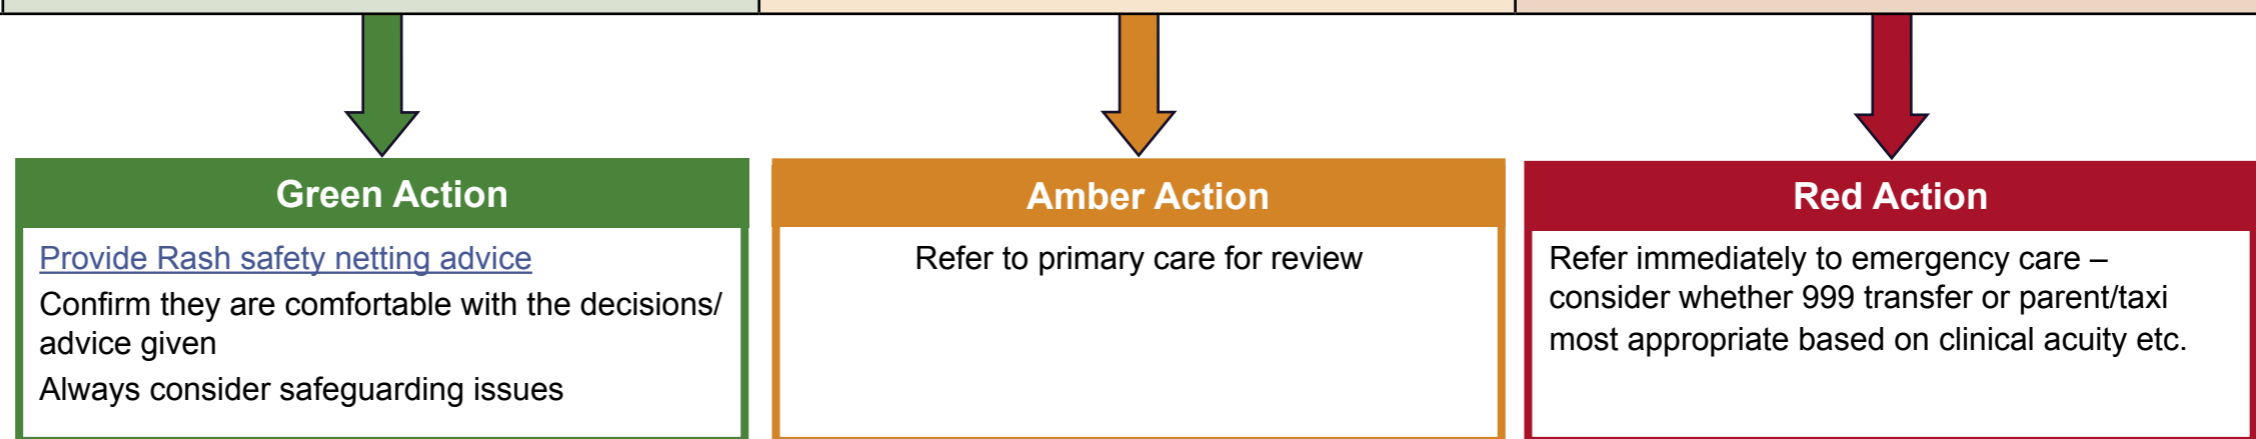 Green Action
Provide Rash safety netting advice
Confirm they are comfortable with the decisions/
advice given
Always consider safeguarding issues
Amber Action
Refer to primary care for review
Red Action
Refer immediately to emergency care –
consider whether 999 transfer or parent/taxi
most appropriate based on clinical acuity etc.